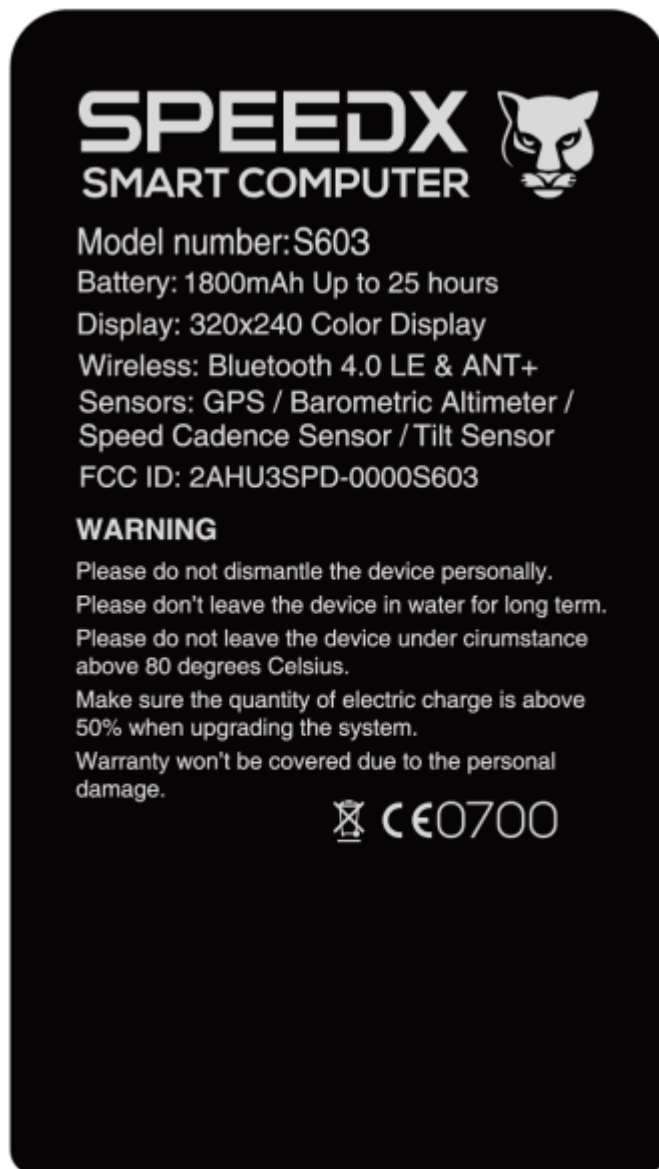 SPEEDX
SMART COMPUTER
Model number:S603
Battery: 1800mAh Up to 25 hours
Display: 320x240 Color Display
Wireless: Bluetooth 4.0 LE & ANT+
Sensors: GPS / Barometric Altimeter /
Speed Cadence Sensor / Tilt Sensor
FCC ID: 2AHU3SPD-0000S603
WARNING
Please do not dismantle the device personally.
Please don't leave the device in water for long term.
Please do not leave the device under cirumstance
above 80 degrees Celsius.
Make sure the quantity of electric charge is above
50% when upgrading the system.
Warranty won't be covered due to the personal
damage.
CE0700